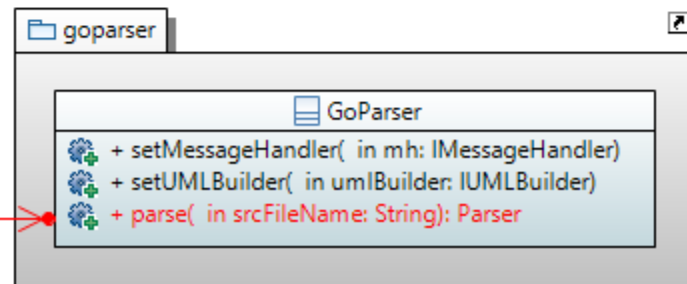 goparser
GoParser
+ setMessageHandler( in mh: IMessageHandler)
+ setUMLBuilder( in umlBuilder: IUMLBuilder)
+ parse( in srcFileName: String): Parser